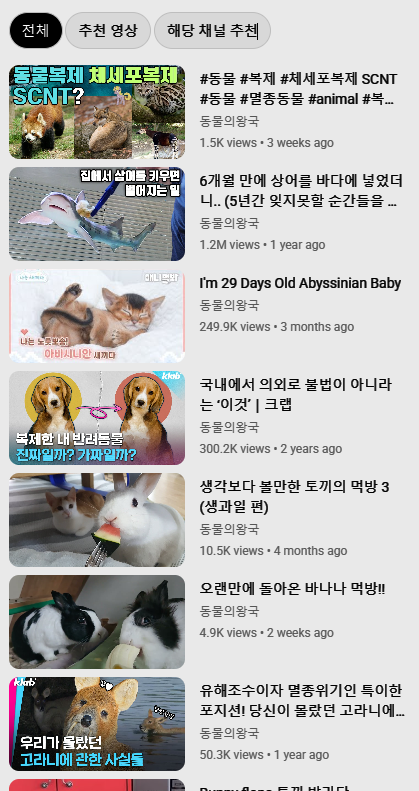 전체
추천 영상
해당 채널 추천
동물복제 체세포복제
SCNT?
#동물 #복제 #체세포복제 SCNT
#동물 #멸종동물 #animal #복...
동물의왕국
1.5K views • 3 weeks ago
집에서 상어를 키우면
벌어지는 일
6개월 만에 상어를 바다에 넣었더
니.. (5년간 잊지못할 순간들을 ...
동물의왕국
1.2M views • 1 year ago
나는 노릇뽀송
아비시니안 새끼다
I'm 29 Days Old Abyssinian Baby
동물의왕국
249.9K views • 3 months ago
klab
복제한 내 반려동물
진짜일까? 가짜일까?
국내에서 의외로 불법이 아니라
는 '이것' | 크랩
동물의왕국
300.2K views • 2 years ago
생각보다 볼만한 토끼의 먹방 3
(생과일 편)
동물의왕국
10.5K views • 4 months ago
오랜만에 돌아온 바나나 먹방!!
동물의왕국
4.9K views • 2 weeks ago
klab
우리가 몰랐던
고라니에 관한 사실들
유해조수이자 멸종위기인 특이한
포지션! 당신이 몰랐던 고라니에...
동물의왕국
50.3K views • 1 year ago